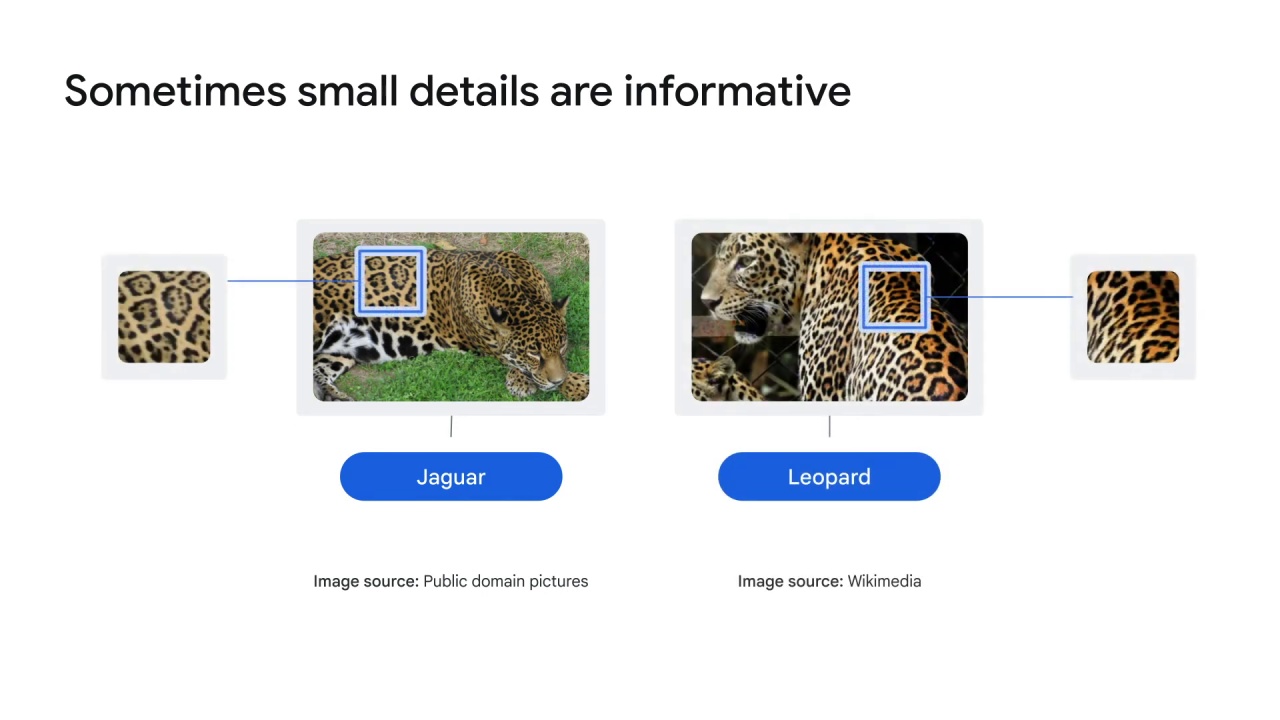 Sometimes small details are informative
Jaguar
Leopard
Image source: Public domain pictures
Image source: Wikimedia